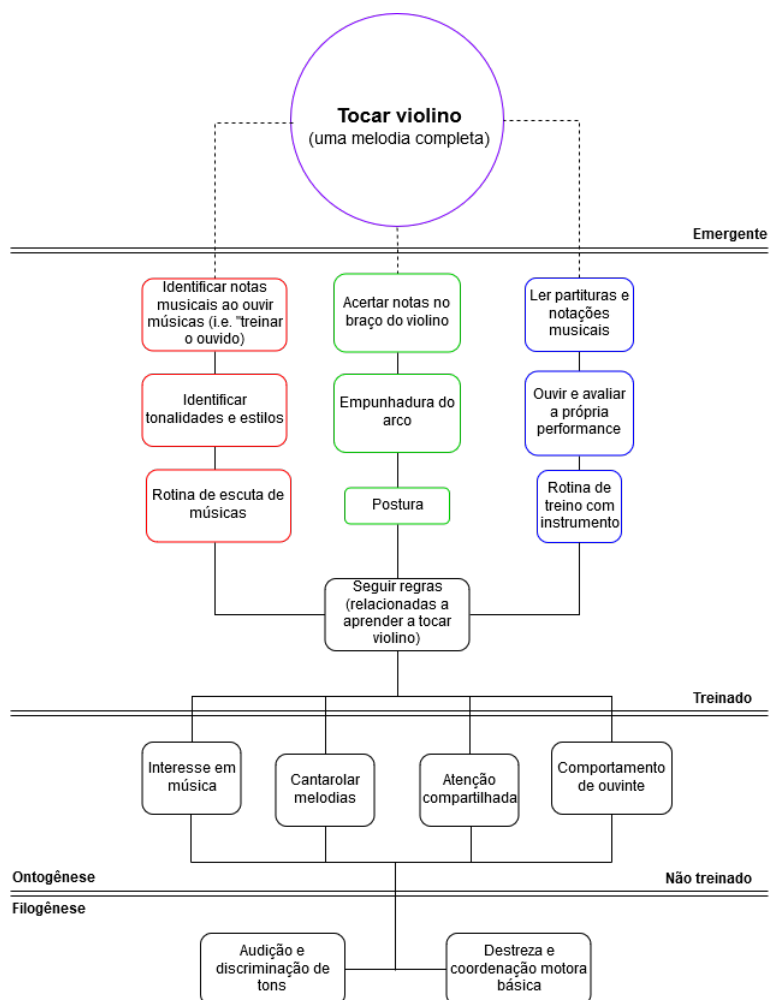 Tocar violino
(uma melodia completa)
Emergente
Identificar notas
musicais ao ouvir
músicas (i.e. "treinar
o ouvido)
Acertar notas no
braço do violino
Ler partituras e
notações
musicais
Identificar
tonalidades e estilos
Empunhadura do
arco
Ouvir e avaliar
a própria
performance
Rotina de escuta de
músicas
Postura
Rotina de
treino com
instrumento
Seguir regras
(relacionadas a
aprender a tocar
violino)
Treinado
Interesse em
música
Cantarolar
melodias
Atenção
compartilhada
Comportamento
de ouvinte
Ontogênese
Não treinado
Filogênese
Audição e
discriminação de
tons
Destreza e
coordenação motora
básica